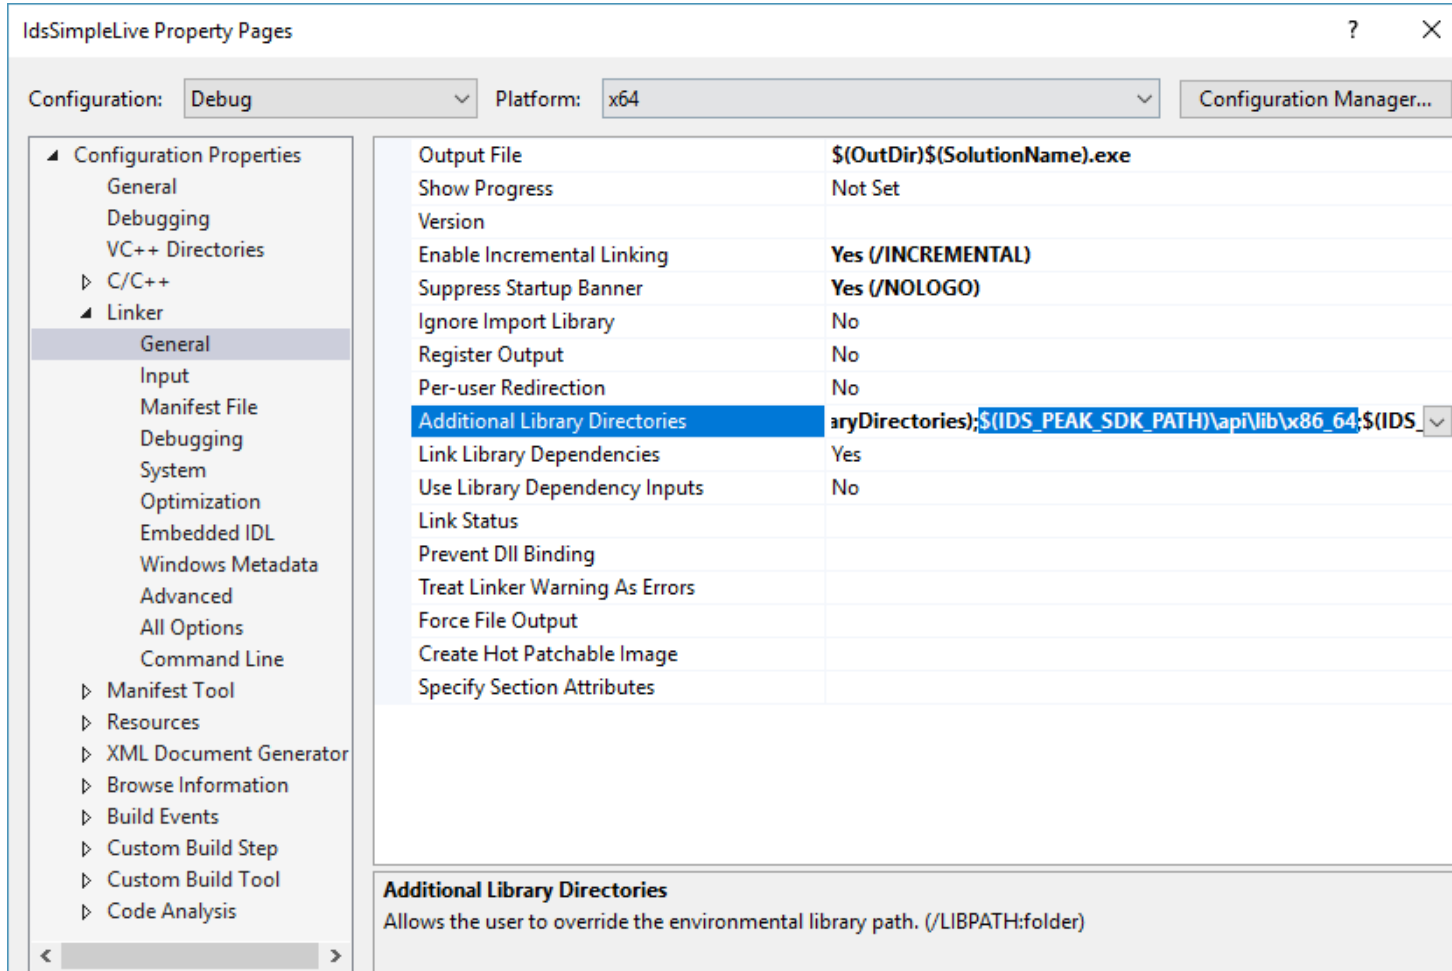 IdsSimpleLive Property Pages ? ×
Configuration: Debug Platform: x64 Configuration Manager...
Configuration Properties
General
Debugging
VC++ Directories
C/C++
Linker
General
Input
Manifest File
Debugging
System
Optimization
Embedded IDL
Windows Metadata
Advanced
All Options
Command Line
Manifest Tool
Resources
XML Document Generator
Browse Information
Build Events
Custom Build Step
Custom Build Tool
Code Analysis
Output File $(OutDir)$(SolutionName).exe
Show Progress Not Set
Version
Enable Incremental Linking Yes (/INCREMENTAL)
Suppress Startup Banner Yes (/NOLOGO)
Ignore Import Library No
Register Output No
Per-user Redirection No
Additional Library Directories aryDirectories);$(IDS_PEAK_SDK_PATH)\api\lib\x86_64;$(IDS_
Link Library Dependencies Yes
Use Library Dependency Inputs No
Link Status
Prevent Dll Binding
Treat Linker Warning As Errors
Force File Output
Create Hot Patchable Image
Specify Section Attributes
Additional Library Directories
Allows the user to override the environmental library path. (/LIBPATH:folder)